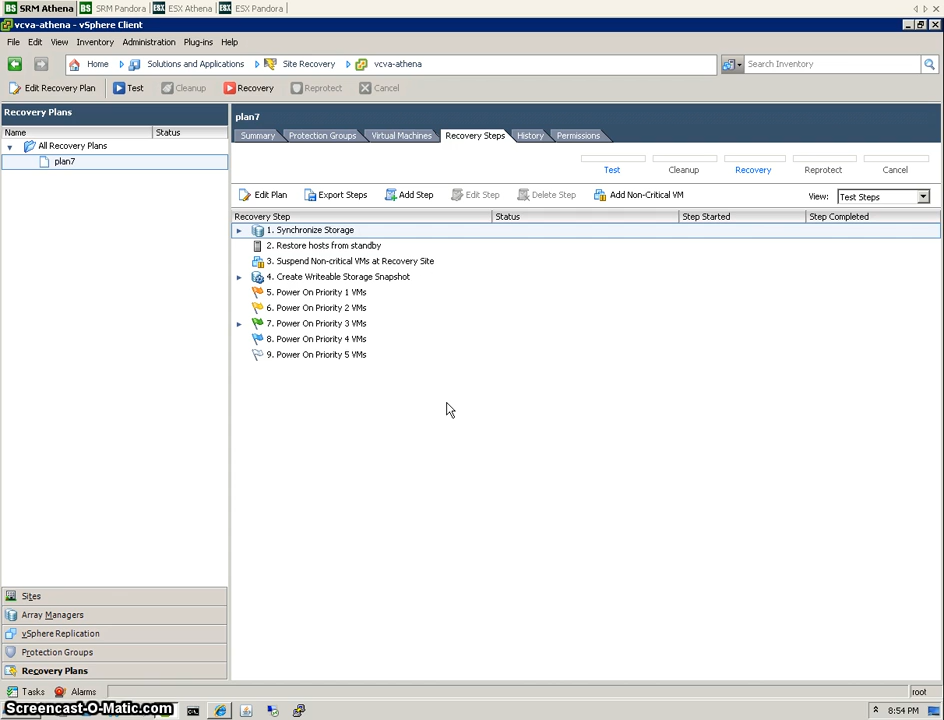 SRM Athena SRM Pandora ESX Athena ESX Pandora
vcva-athena - vSphere Client
File Edit View Inventory Administration Plug-ins Help
Home Solutions and Applications Site Recovery vcva-athena Search Inventory
Edit Recovery Plan Test Cleanup Recovery Reprotect Cancel
Recovery Plans
Name Status
All Recovery Plans
plan7
plan7
Summary Protection Groups Virtual Machines Recovery Steps History Permissions
Test Cleanup Recovery Reprotect Cancel
Edit Plan Export Steps Add Step Edit Step Delete Step Add Non-Critical VM View: Test Steps
Recovery Step Status Step Started Step Completed
1. Synchronize Storage
2. Restore hosts from standby
3. Suspend Non-critical VMs at Recovery Site
4. Create Writeable Storage Snapshot
5. Power On Priority 1 VMs
6. Power On Priority 2 VMs
7. Power On Priority 3 VMs
8. Power On Priority 4 VMs
9. Power On Priority 5 VMs
Sites
Array Managers
vSphere Replication
Protection Groups
Recovery Plans
Tasks Alarms root
Screencast-O-Matic.com 8:54 PM